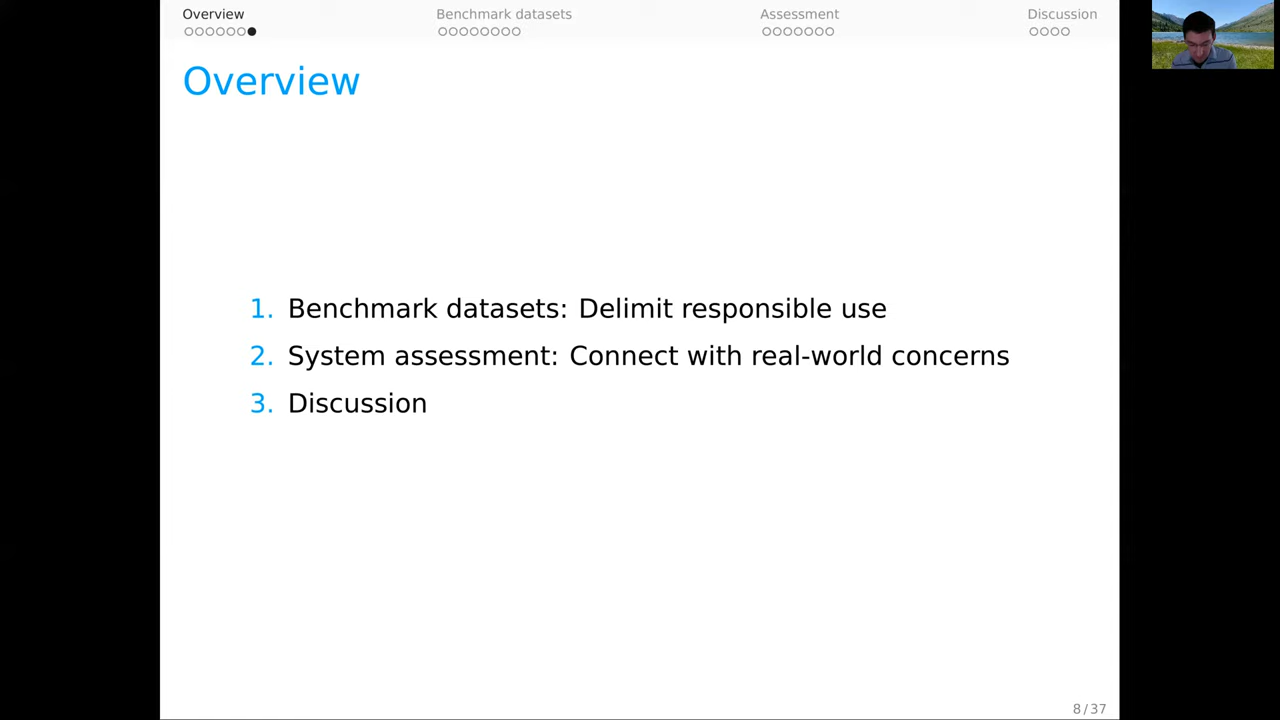 Overview Benchmark datasets Assessment Discussion
Overview
1. Benchmark datasets: Delimit responsible use
2. System assessment: Connect with real-world concerns
3. Discussion
8/37